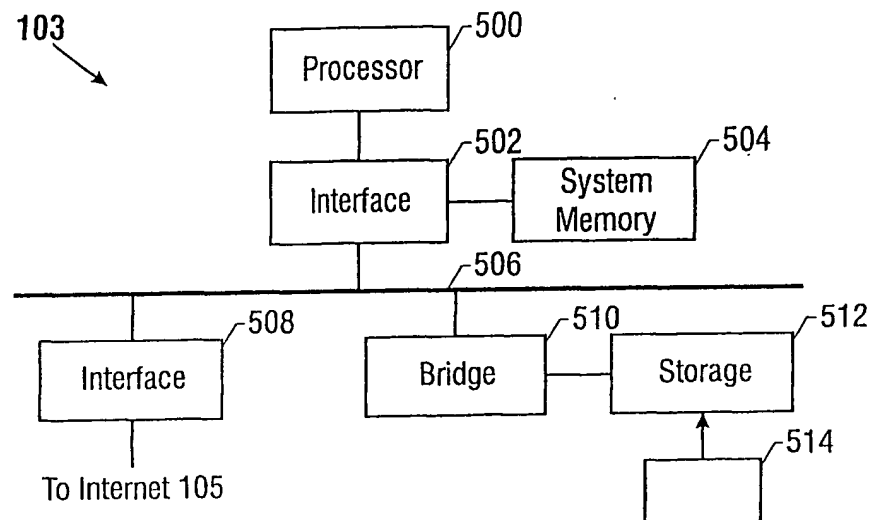 103
500
Processor
502
504
Interface
System
Memory
506
508
510
512
Interface
Bridge
Storage
514
To Internet 105